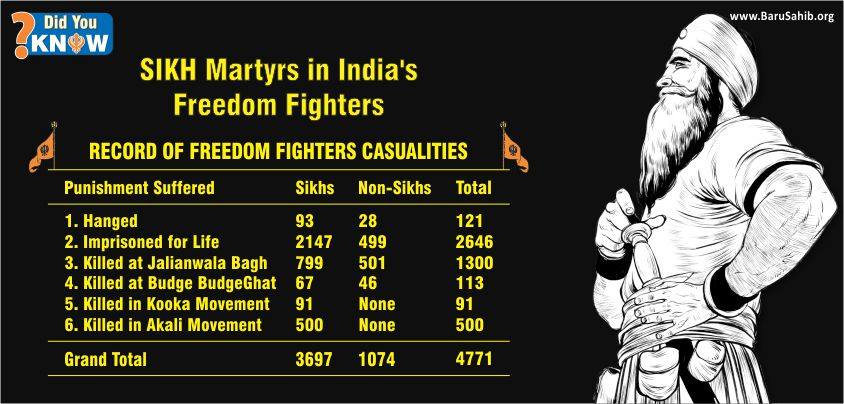 Did You
?KNOW
www.BaruSahib.org
SIKH Martyrs in India's
Freedom Fighters
RECORD OF FREEDOM FIGHTERS CASUALITIES
Punishment Suffered Sikhs Non-Sikhs Total
1. Hanged 93 28 121
2. Imprisoned for Life 2147 499 2646
3. Killed at Jalianwala Bagh 799 501 1300
4. Killed at Budge BudgeGhat 67 46 113
5. Killed in Kooka Movement 91 None 91
6. Killed in Akali Movement 500 None 500
Grand Total 3697 1074 4771